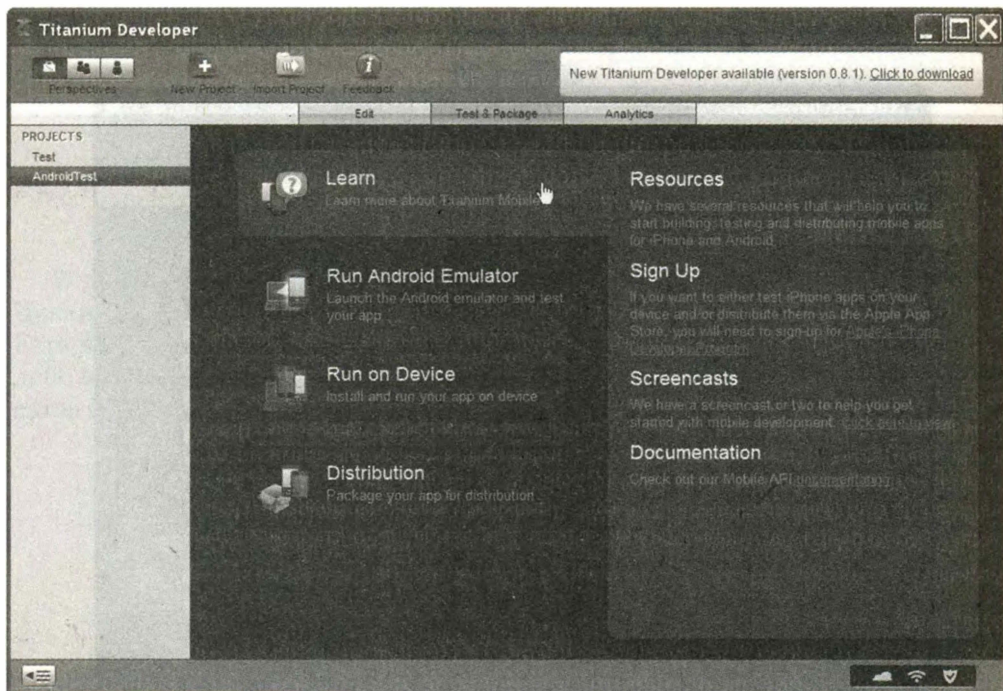 Titanium Developer
Perspectives
New Project
Import Project
Feedback
New Titanium Developer available (version 0.8.1). Click to download
Edit
Test & Package
Analytics
PROJECTS
Test
AndroidTest
Learn
Learn more about Titanium Mobile
Run Android Emulator
Launch the Android emulator and test
your app
Run on Device
Install and run your app on device
Distribution
Package your app for distribution
Resources
We have several resources that will help you to
start building, testing and distributing mobile apps
for iPhone and Android.
Sign Up
If you want to either test iPhone apps on your
device and or distribute them via the Apple App
Store, you will need to sign-up for Apple's iPhone
Developer Program
Screencasts
We have a screencast or two to help you get
started with mobile development. Click here to view
Documentation
Check out our Mobile API documentation